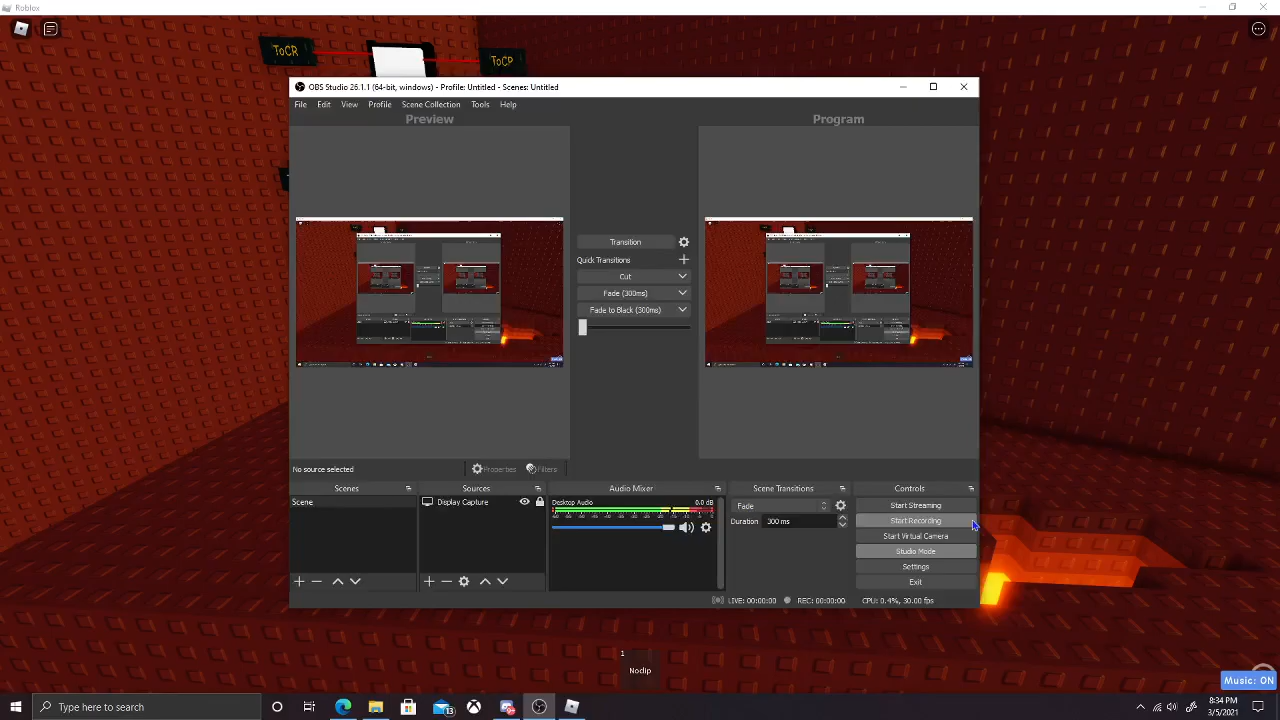 Roblox
ToCR
ToCP
OBS Studio 26.1.1 (64-bit, windows) - Profile: Untitled - Scenes: Untitled
File Edit View Profile Scene Collection Tools Help
Preview
Program
Transition
Quick Transitions
Cut
Fade (300ms)
Fade to Black (300ms)
No source selected
Properties
Filters
Scenes
Sources
Audio Mixer
Scene Transitions
Controls
Scene
Display Capture
Desktop Audio
0.0 dB
Fade
Duration 300 ms
Start Streaming
Start Recording
Start Virtual Camera
Studio Mode
Settings
Exit
LIVE: 00:00:00
REC: 00:00:00
CPU: 0.4%, 30.00 fps
1
Noclip
Music: ON
Type here to search
13
8:34 PM
3/5/2021